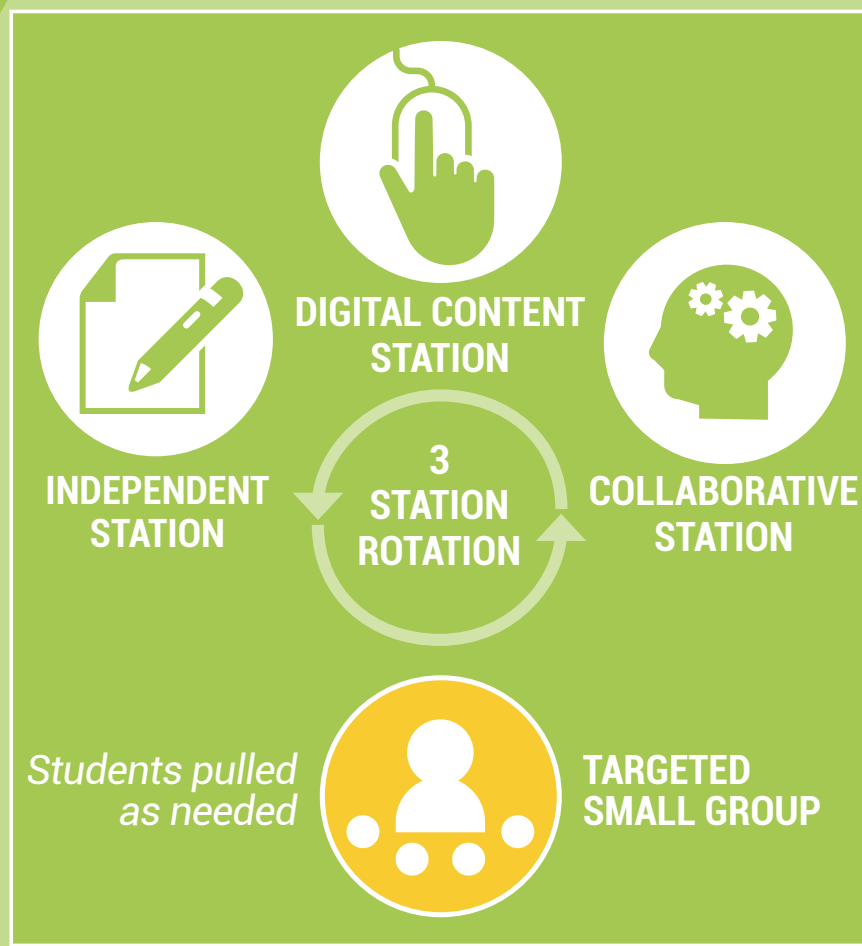 DIGITAL CONTENT
STATION
INDEPENDENT
STATION
3
STATION
ROTATION
COLLABORATIVE
STATION
Students pulled
as needed
TARGETED
SMALL GROUP